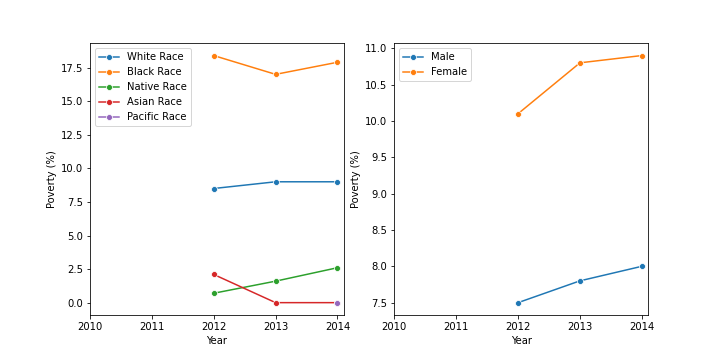 White Race
Black Race
Native Race
Asian Race
Pacific Race
17.5
15.0
12.5
10.0
7.5
5.0
2.5
0.0
Poverty (%)
2010 2011 2012 2013 2014
Year
Male
Female
11.0
10.5
10.0
9.5
9.0
8.5
8.0
7.5
Poverty (%)
2010 2011 2012 2013 2014
Year